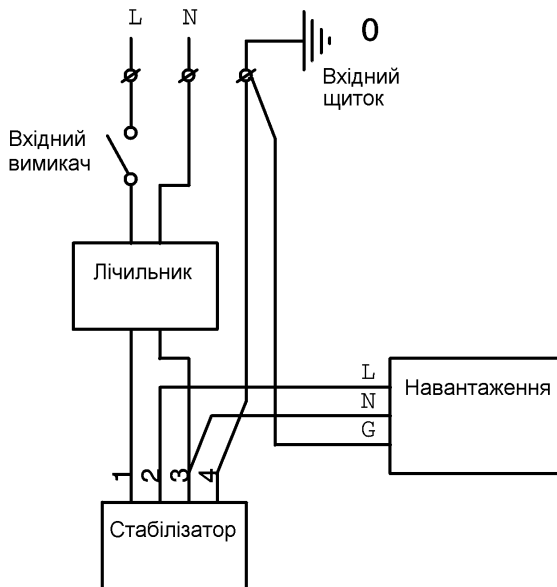 L N 0
Вхідний
щиток
Вхідний
вимикач
Лічильник
L
N
G
Навантаження
1 2 3 4
Стабілізатор